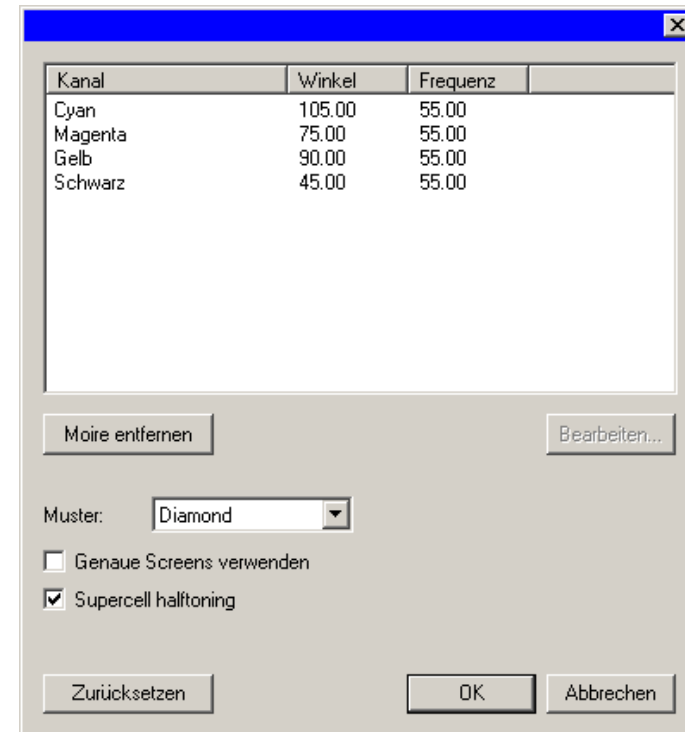 Kanal Winkel Frequenz
Cyan 105.00 55.00
Magenta 75.00 55.00
Gelb 90.00 55.00
Schwarz 45.00 55.00
Moire entfernen Bearbeiten...
Muster: Diamond
Genaue Screens verwenden
Supercell halftoning
Zurücksetzen OK Abbrechen